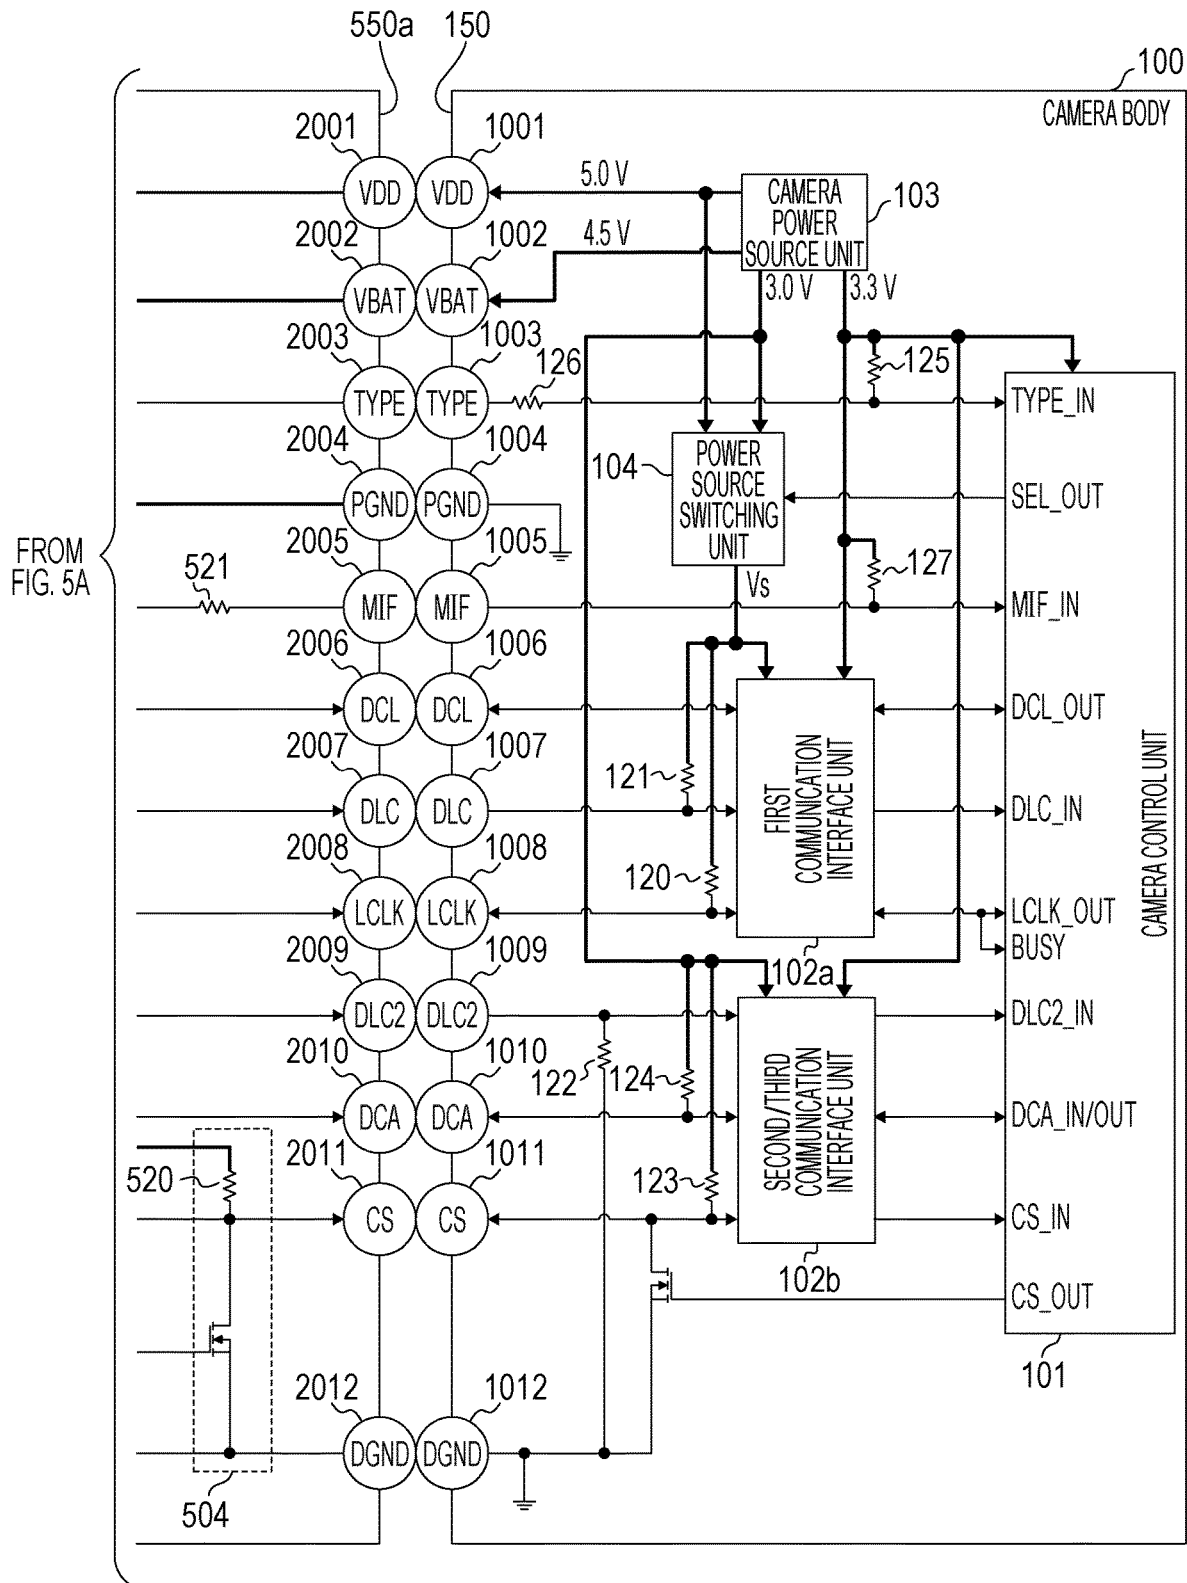 550a
150
100
CAMERA BODY
2001
1001
VDD
VDD
5.0 V
CAMERA
POWER
SOURCE UNIT
103
2002
1002
4.5 V
VBAT
VBAT
3.0 V
3.3 V
2003
1003
126
125
TYPE
TYPE
TYPE_IN
2004
1004
104
POWER
SOURCE
SWITCHING
UNIT
PGND
PGND
SEL_OUT
FROM
FIG. 5A
2005
1005
521
127
Vs
MIF
MIF
MIF_IN
2006
1006
DCL
DCL
DCL_OUT
2007
1007
121
DLC
DLC
DLC_IN
FIRST
COMMUNICATION
INTERFACE UNIT
CAMERA CONTROL UNIT
2008
1008
120
LCLK
LCLK
LCLK_OUT
BUSY
2009
1009
102a
DLC2
DLC2
DLC2_IN
2010
1010
122
124
DCA
DCA
DCA_IN/OUT
SECOND/THIRD
COMMUNICATION
INTERFACE UNIT
520
2011
1011
123
CS
CS
CS_IN
102b
CS_OUT
101
2012
1012
DGND
DGND
504